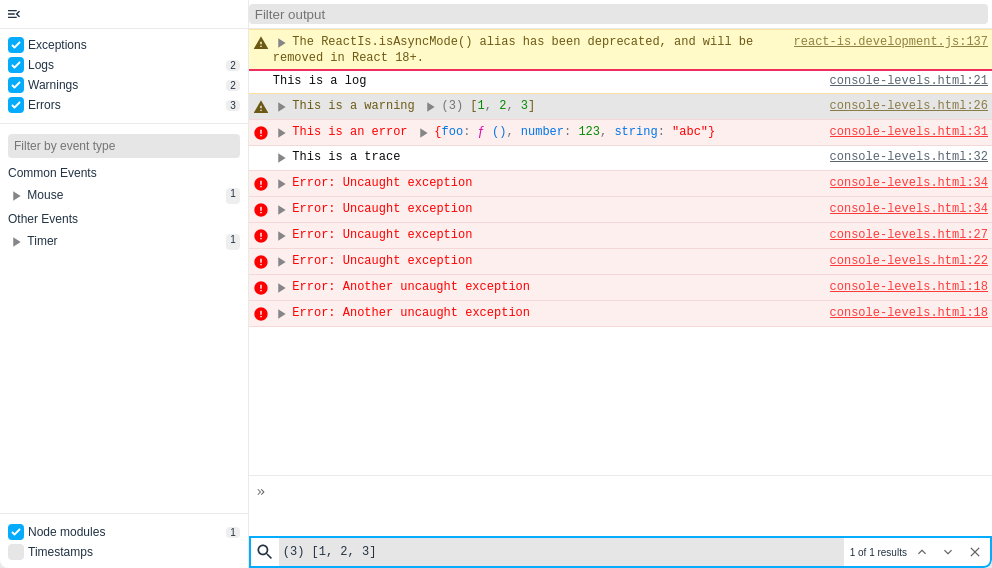 Filter output
Exceptions
Logs 2
Warnings 2
Errors 3
Filter by event type
Common Events
Mouse 1
Other Events
Timer 1
Node modules 1
Timestamps
The ReactIs.isAsyncMode() alias has been deprecated, and will be react-is.development.js:137
removed in React 18+.
This is a log console-levels.html:21
This is a warning (3) [1, 2, 3] console-levels.html:26
This is an error {foo: ƒ (), number: 123, string: "abc"} console-levels.html:31
This is a trace console-levels.html:32
Error: Uncaught exception console-levels.html:34
Error: Uncaught exception console-levels.html:34
Error: Uncaught exception console-levels.html:27
Error: Uncaught exception console-levels.html:22
Error: Another uncaught exception console-levels.html:18
Error: Another uncaught exception console-levels.html:18
»
(3) [1, 2, 3] 1 of 1 results